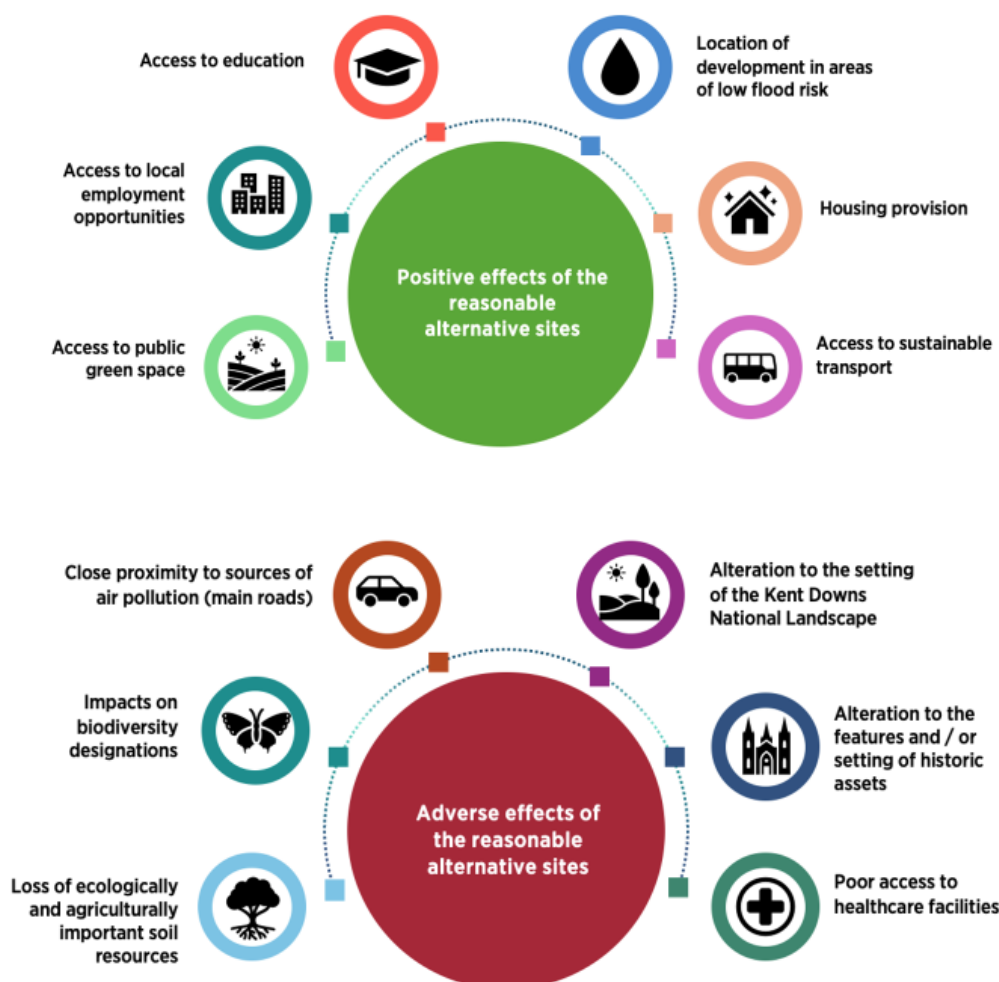 Access to education
Location of
development in areas
of low flood risk
Access to local
employment
opportunities
Housing provision
Positive effects of the
reasonable
alternative sites
Access to public
green space
Access to sustainable
transport
Close proximity to sources of
air pollution (main roads)
Alteration to the setting
of the Kent Downs
National Landscape
Impacts on
biodiversity
designations
Alteration to the
features and / or
setting of historic
assets
Adverse effects of
the reasonable
alternative sites
Loss of ecologically
and agriculturally
important soil
resources
Poor access to
healthcare facilities